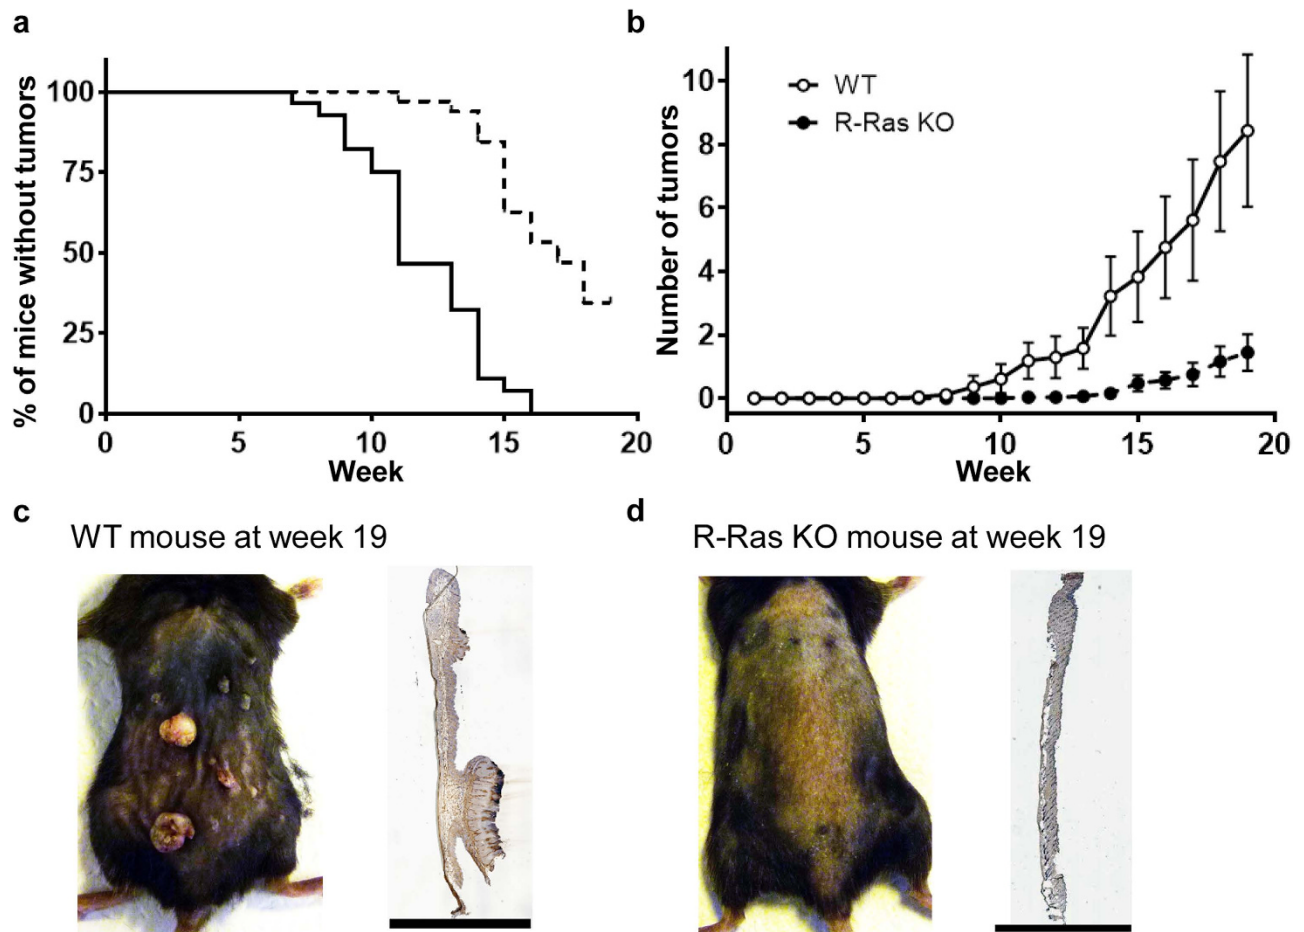 a
% of mice without tumors
100
75
50
25
0
0 5 10 15 20
Week
b
Number of tumors
10
8
6
4
2
0
WT
R-Ras KO
0 5 10 15 20
Week
c
WT mouse at week 19
d
R-Ras KO mouse at week 19